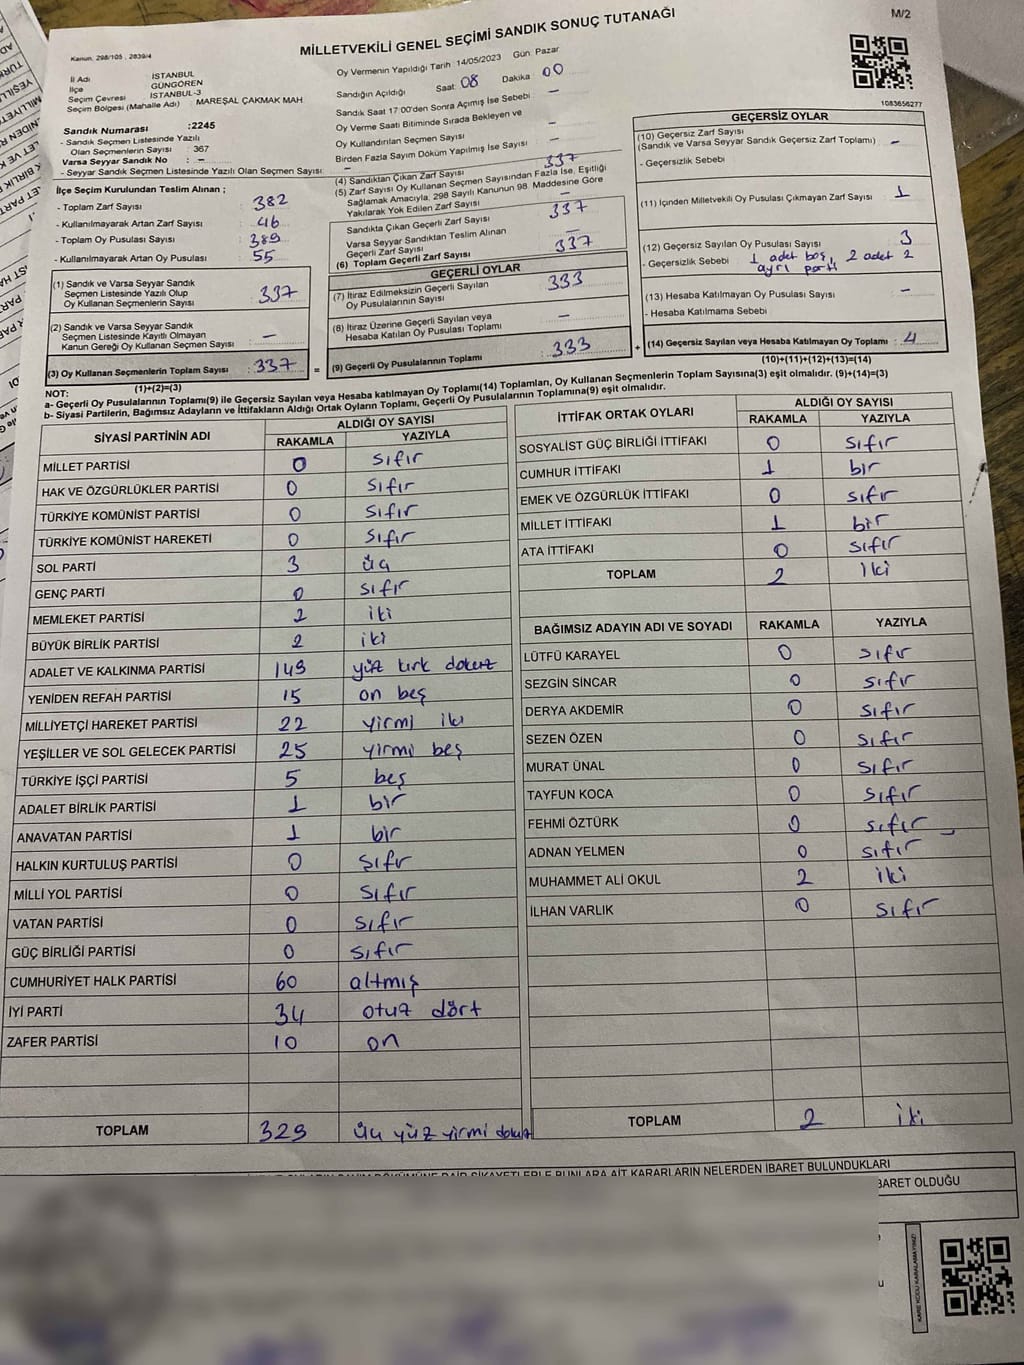 M/2
MİLLETVEKİLİ GENEL SEÇİMİ SANDIK SONUÇ TUTANAĞI
Kanun. 298/105 , 2839/4
İl Adı İSTANBUL
İlçe GÜNGÖREN
Seçim Çevresi İSTANBUL-3
Seçim Bölgesi (Mahalle Adı) : MAREŞAL ÇAKMAK MAH
Sandık Numarası :2245
- Sandık Seçmen Listesinde Yazılı
Olan Seçmenlerin Sayısı : 367
Varsa Seyyar Sandık No : -
- Seyyar Sandık Seçmen Listesinde Yazılı Olan Seçmen Sayısı: -
Oy Vermenin Yapıldığı Tarih :14/05/2023 Gün: Pazar
Sandığın Açıldığı Saat: 08 Dakika 00
Sandık Saat 17:00'den Sonra Açılmış İse Sebebi -
Oy Verme Saati Bitiminde Sırada Bekleyen ve
Oy Kullandırılan Seçmen Sayısı -
Birden Fazla Sayım Döküm Yapılmış İse Sayısı -
1083656277
İlçe Seçim Kurulundan Teslim Alınan ;
- Toplam Zarf Sayısı : 382
- Kullanılmayarak Artan Zarf Sayısı : 46
- Toplam Oy Pusulası Sayısı : 389
- Kullanılmayarak Artan Oy Pusulası : 55
(1) Sandık ve Varsa Seyyar Sandık
Seçmen Listesinde Yazılı Olup
Oy Kullanan Seçmenlerin Sayısı : 337
(2) Sandık ve Varsa Seyyar Sandık
Seçmen Listesinde Kayıtlı Olmayan
Kanun Gereği Oy Kullanan Seçmen Sayısı : -
(3) Oy Kullanan Seçmenlerin Toplam Sayısı : 337
(1)+(2)=(3)
(4) Sandıktan Çıkan Zarf Sayısı 337
(5) Zarf Sayısı Oy Kullanan Seçmen Sayısından Fazla İse, Eşitliği
Sağlamak Amacıyla, 298 Sayılı Kanunun 98. Maddesine Göre
Yakılarak Yok Edilen Zarf Sayısı -
Sandıkta Çıkan Geçerli Zarf Sayısı 337
Varsa Seyyar Sandıktan Teslim Alınan
Geçerli Zarf Sayısı -
(6) Toplam Geçerli Zarf Sayısı 337
GEÇERLİ OYLAR
(7) İtiraz Edilmeksizin Geçerli Sayılan
Oy Pusulalarının Sayısı : 333
(8) İtiraz Üzerine Geçerli Sayılan veya
Hesaba Katılan Oy Pusulası Toplamı -
= (9) Geçerli Oy Pusulalarının Toplamı : 333
GEÇERSİZ OYLAR
(10) Geçersiz Zarf Sayısı
(Sandık ve Varsa Seyyar Sandık Geçersiz Zarf Toplamı) -
- Geçersizlik Sebebi
(11) İçinden Milletvekili Oy Pusulası Çıkmayan Zarf Sayısı 1
(12) Geçersiz Sayılan Oy Pusulası Sayısı 3
- Geçersizlik Sebebi : 1 adet boş, 2 adet 2
ayrı parti
(13) Hesaba Katılmayan Oy Pusulası Sayısı -
- Hesaba Katılmama Sebebi
+ (14) Geçersiz Sayılan veya Hesaba Katılmayan Oy Toplamı : 4
(10)+(11)+(12)+(13)=(14)
NOT:
a- Geçerli Oy Pusulalarının Toplamı(9) ile Geçersiz Sayılan veya Hesaba katılmayan Oy Toplamı(14) Toplamları, Oy Kullanan Seçmenlerin Toplam Sayısına(3) eşit olmalıdır. (9)+(14)=(3)
b- Siyasi Partilerin, Bağımsız Adayların ve İttifakların Aldığı Ortak Oyların Toplamı, Geçerli Oy Pusulalarının Toplamına(9) eşit olmalıdır.
SİYASİ PARTİNİN ADI ALDIĞI OY SAYISI
RAKAMLA YAZIYLA
MİLLET PARTİSİ 0 sıfır
HAK VE ÖZGÜRLÜKLER PARTİSİ 0 sıfır
TÜRKİYE KOMÜNİST PARTİSİ 0 sıfır
TÜRKİYE KOMÜNİST HAREKETİ 0 sıfır
SOL PARTİ 3 üç
GENÇ PARTİ 0 sıfır
MEMLEKET PARTİSİ 2 iki
BÜYÜK BİRLİK PARTİSİ 2 iki
ADALET VE KALKINMA PARTİSİ 149 yüz kırk dokuz
YENİDEN REFAH PARTİSİ 15 on beş
MİLLİYETÇİ HAREKET PARTİSİ 22 yirmi iki
YEŞİLLER VE SOL GELECEK PARTİSİ 25 yirmi beş
TÜRKİYE İŞÇİ PARTİSİ 5 beş
ADALET BİRLİK PARTİSİ 1 bir
ANAVATAN PARTİSİ 1 bir
HALKIN KURTULUŞ PARTİSİ 0 sıfır
MİLLİ YOL PARTİSİ 0 sıfır
VATAN PARTİSİ 0 sıfır
GÜÇ BİRLİĞİ PARTİSİ 0 sıfır
CUMHURİYET HALK PARTİSİ 60 altmış
İYİ PARTİ 34 otuz dört
ZAFER PARTİSİ 10 on
TOPLAM 329 üç yüz yirmi dokuz
İTTİFAK ORTAK OYLARI ALDIĞI OY SAYISI
RAKAMLA YAZIYLA
SOSYALİST GÜÇ BİRLİĞİ İTTİFAKI 0 sıfır
CUMHUR İTTİFAKI 1 bir
EMEK VE ÖZGÜRLÜK İTTİFAKI 0 sıfır
MİLLET İTTİFAKI 1 bir
ATA İTTİFAKI 0 sıfır
TOPLAM 2 iki
BAĞIMSIZ ADAYIN ADI VE SOYADI RAKAMLA YAZIYLA
LÜTFÜ KARAYEL 0 sıfır
SEZGİN SİNCAR 0 sıfır
DERYA AKDEMİR 0 sıfır
SEZEN ÖZEN 0 sıfır
MURAT ÜNAL 0 sıfır
TAYFUN KOCA 0 sıfır
FEHMİ ÖZTÜRK 0 sıfır
ADNAN YELMEN 0 sıfır
MUHAMMET ALİ OKUL 2 iki
İLHAN VARLIK 0 sıfır
TOPLAM 2 iki
KARARLARIN NELERDEN İBARET BULUNDUKLARI
BARET OLDUĞU
KARE KODU KARALAMAYINIZ!